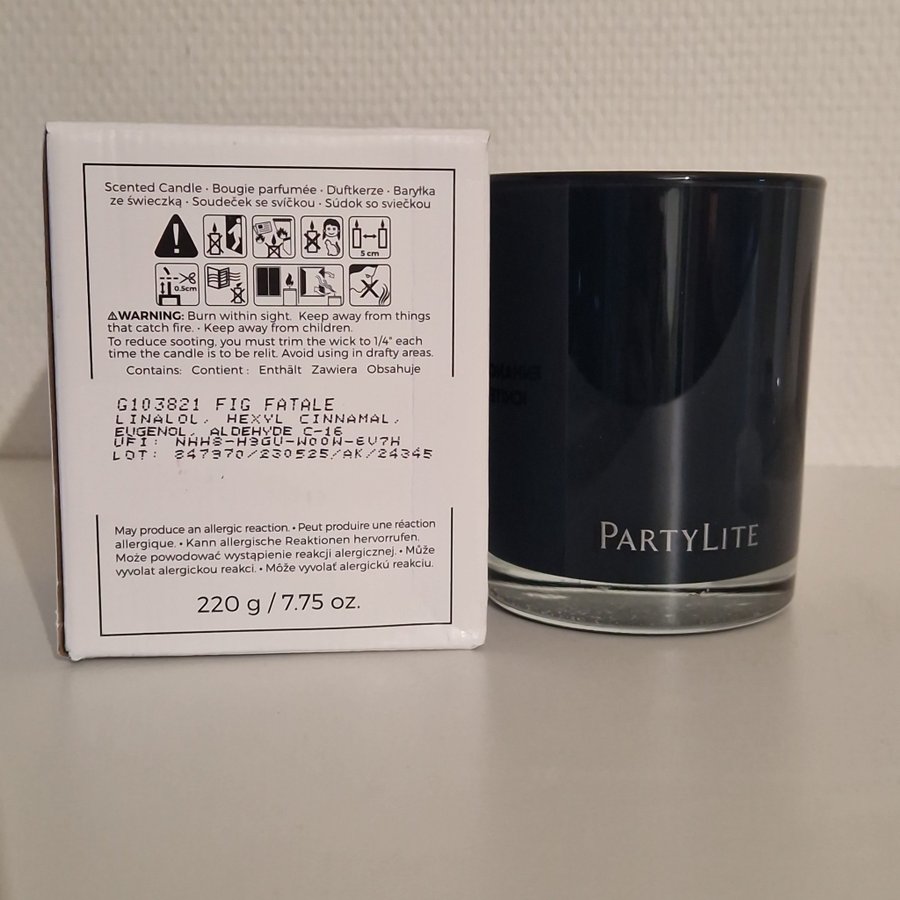 Scented Candle • Bougie parfumée • Duftkerze • Baryłka
ze świeczką • Soudeček se svíčkou • Súdok so sviečkou
5 cm
0.5cm
⚠WARNING: Burn within sight. Keep away from things
that catch fire. • Keep away from children.
To reduce sooting, you must trim the wick to 1/4" each
time the candle is to be relit. Avoid using in drafty areas.
Contains: Contient : Enthält Zawiera Obsahuje
G103821 FIG FATALE
LINALOL, HEXYL CINNAMAL,
EUGENOL, ALDEHYDE C-16
UFI: NHH8-H9GU-W00W-EV7H
LOT: 847970/230525/AK/24345
May produce an allergic reaction. • Peut produire une réaction
allergique. • Kann allergische Reaktionen hervorrufen.
Może powodować wystąpienie reakcji alergicznej. • Může
vyvolat alergickou reakci. • Môže vyvolať alergickú reakciu.
220 g / 7.75 oz.
PARTYLITE